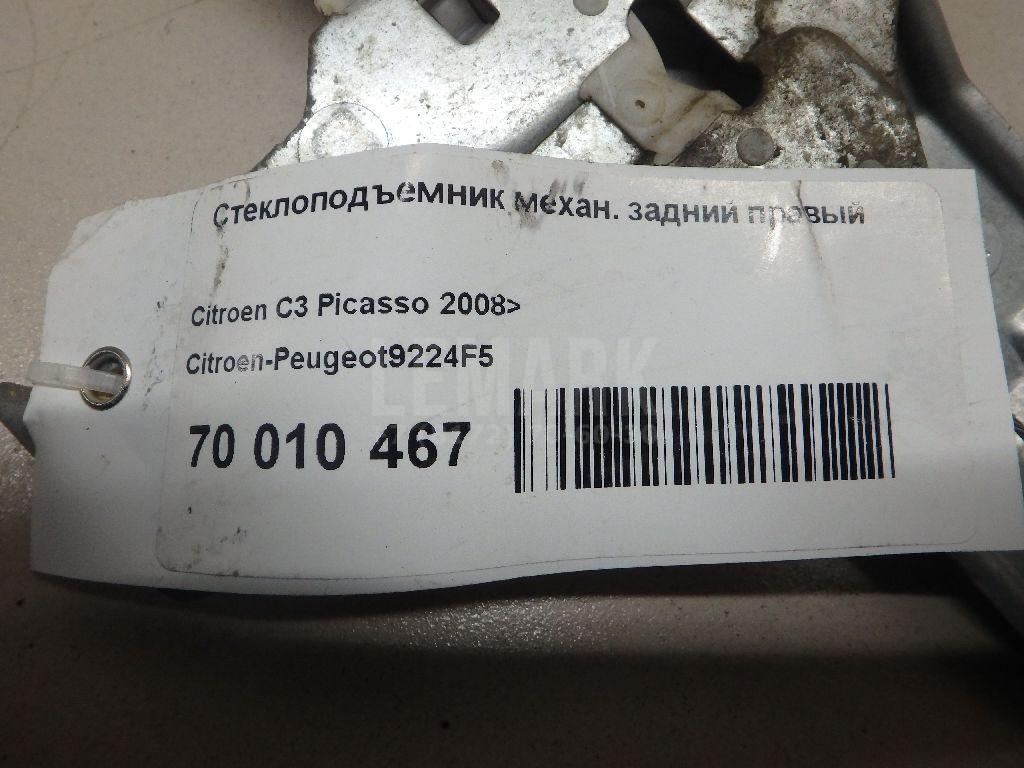 Стеклоподъемник механ. задний правый
Citroen C3 Picasso 2008>
Citroen-Peugeot9224F5
LEMARK
70 010 467